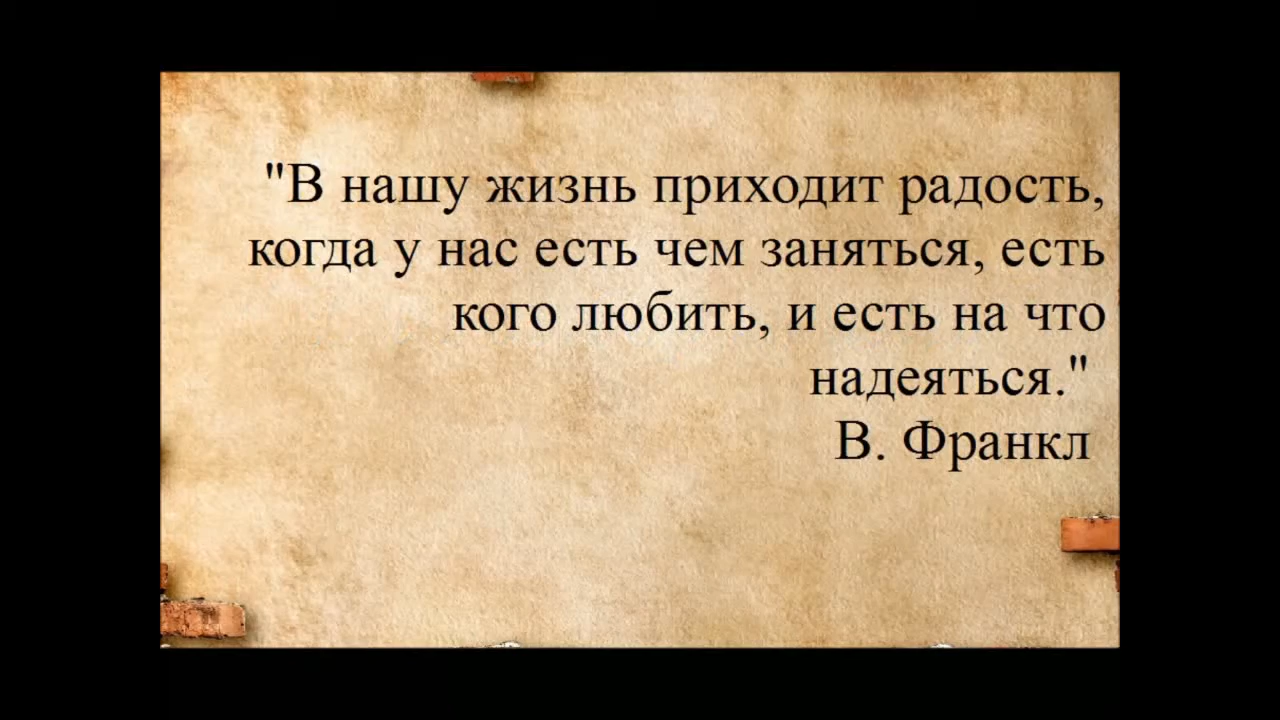 "В нашу жизнь приходит радость,
когда у нас есть чем заняться, есть
кого любить, и есть на что
надеяться."
В. Франкл